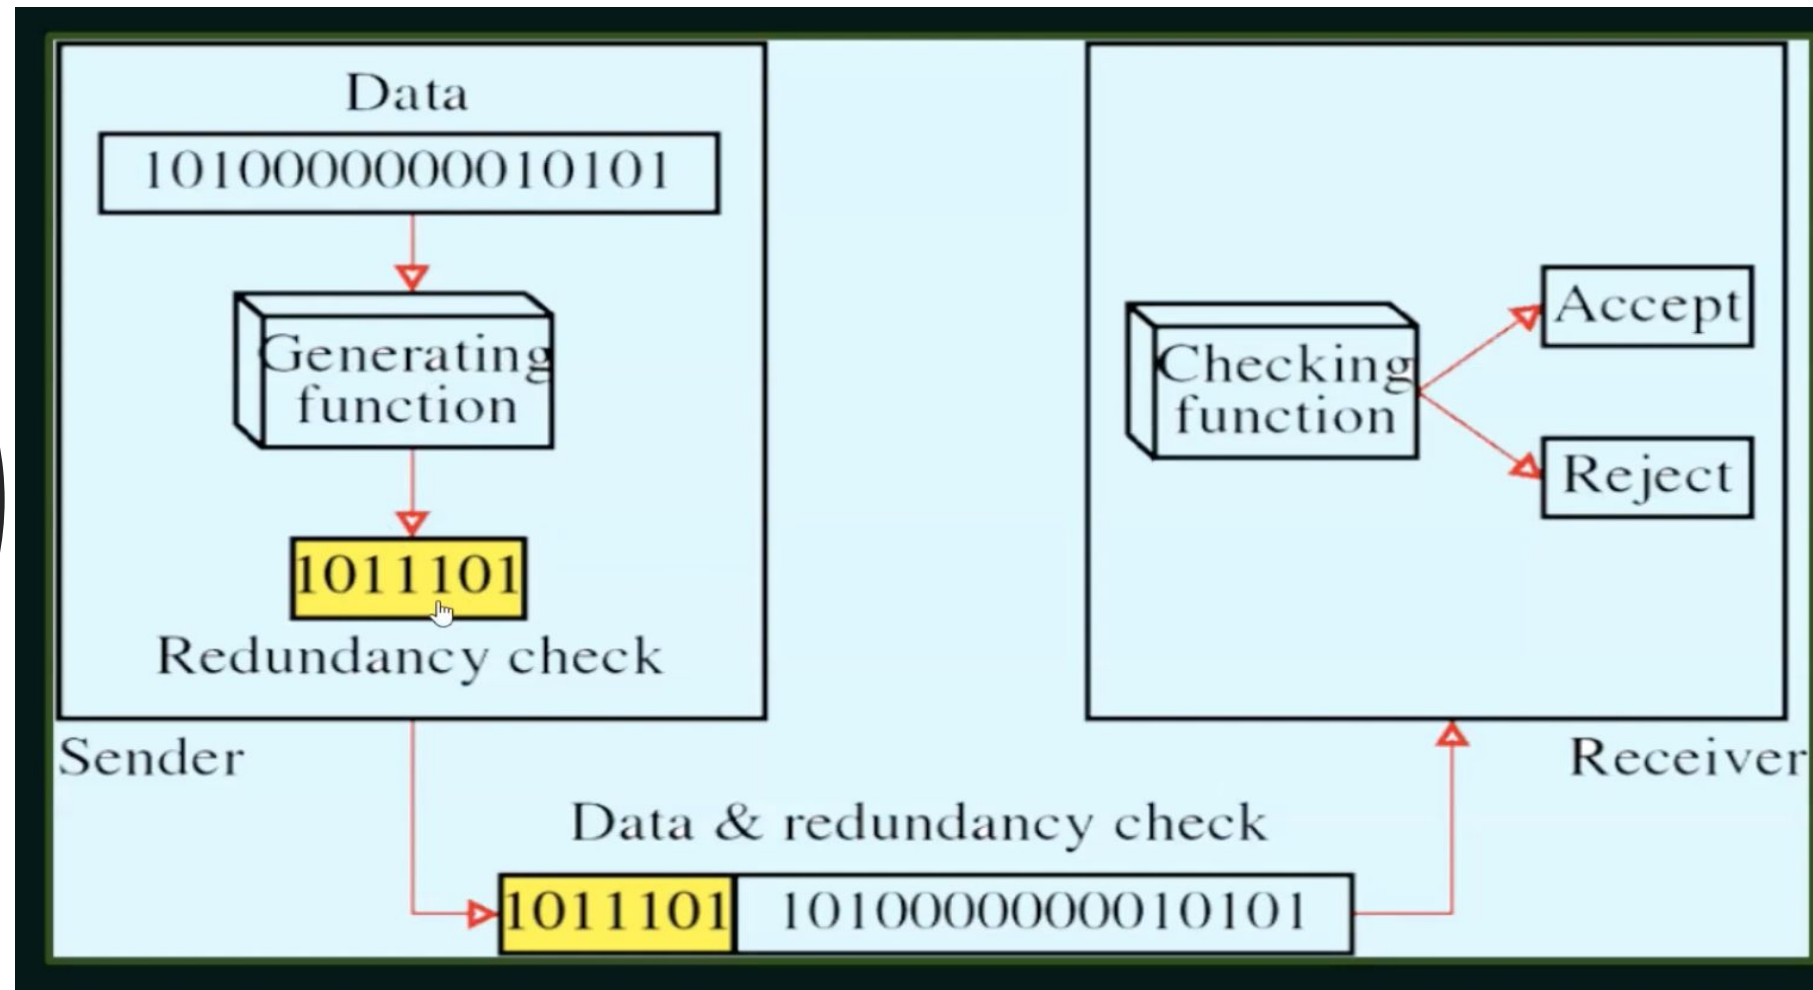 Data
1010000000010101
Generating
function
1011101
Redundancy check
Sender
Checking
function
Accept
Reject
Receiver
Data & redundancy check
1011101 1010000000010101